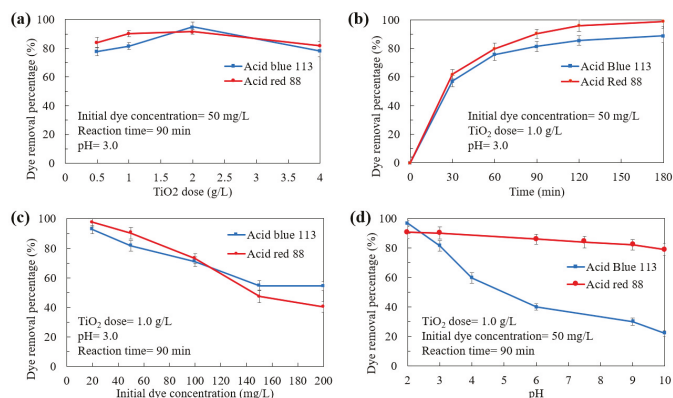 (a)
Dye removal percentage (%)
100
80
60
40
20
0
Acid blue 113
Acid red 88
Initial dye concentration= 50 mg/L
Reaction time= 90 min
pH= 3.0
0 0.5 1 1.5 2 2.5 3 3.5 4
TiO2 dose (g/L)
(b)
Dye removal percentage (%)
100
80
60
40
20
0
Acid Blue 113
Acid Red 88
Initial dye concentration= 50 mg/L
TiO2 dose= 1.0 g/L
pH= 3.0
0 30 60 90 120 150 180
Time (min)
(c)
Dye removal percentage (%)
100
80
60
40
20
0
Acid blue 113
Acid red 88
TiO2 dose= 1.0 g/L
pH= 3.0
Reaction time= 90 min
0 20 40 60 80 100 120 140 160 180 200
Initial dye concentration (mg/L)
(d)
Dye removal percentage (%)
100
80
60
40
20
0
Acid Blue 113
Acid red 88
TiO2 dose= 1.0 g/L
Initial dye concentration= 50 mg/L
Reaction time= 90 min
2 3 4 5 6 7 8 9 10
pH